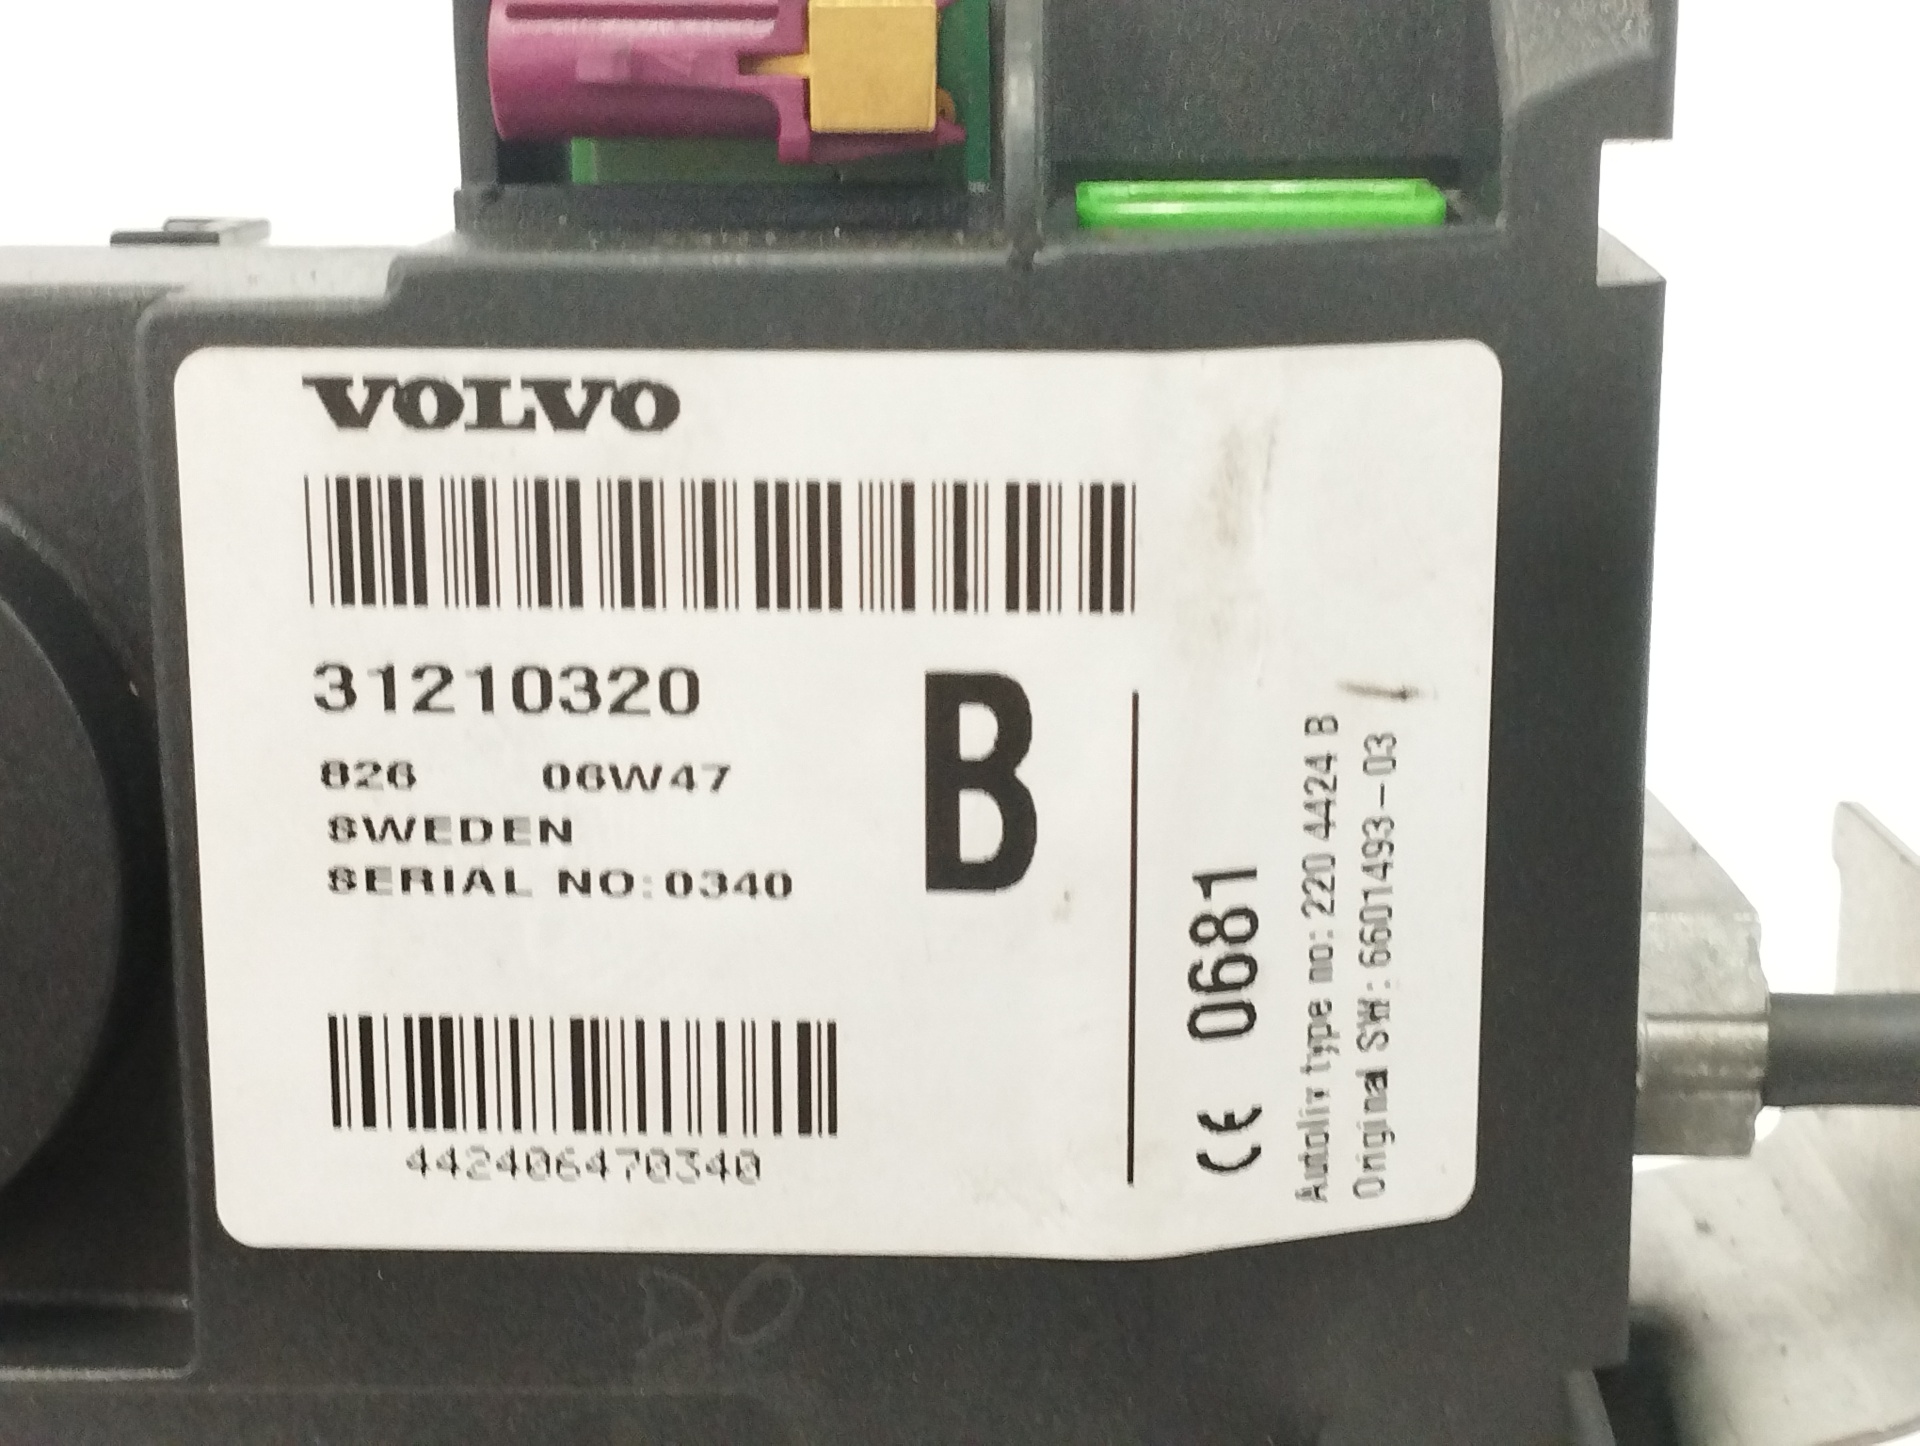 VOLVO
31210320
826 06W47
SWEDEN
SERIAL NO:0340
B
442406470340
CE 0681
Autoliv type no: 220 4424 B
Original SW: 6601493-03